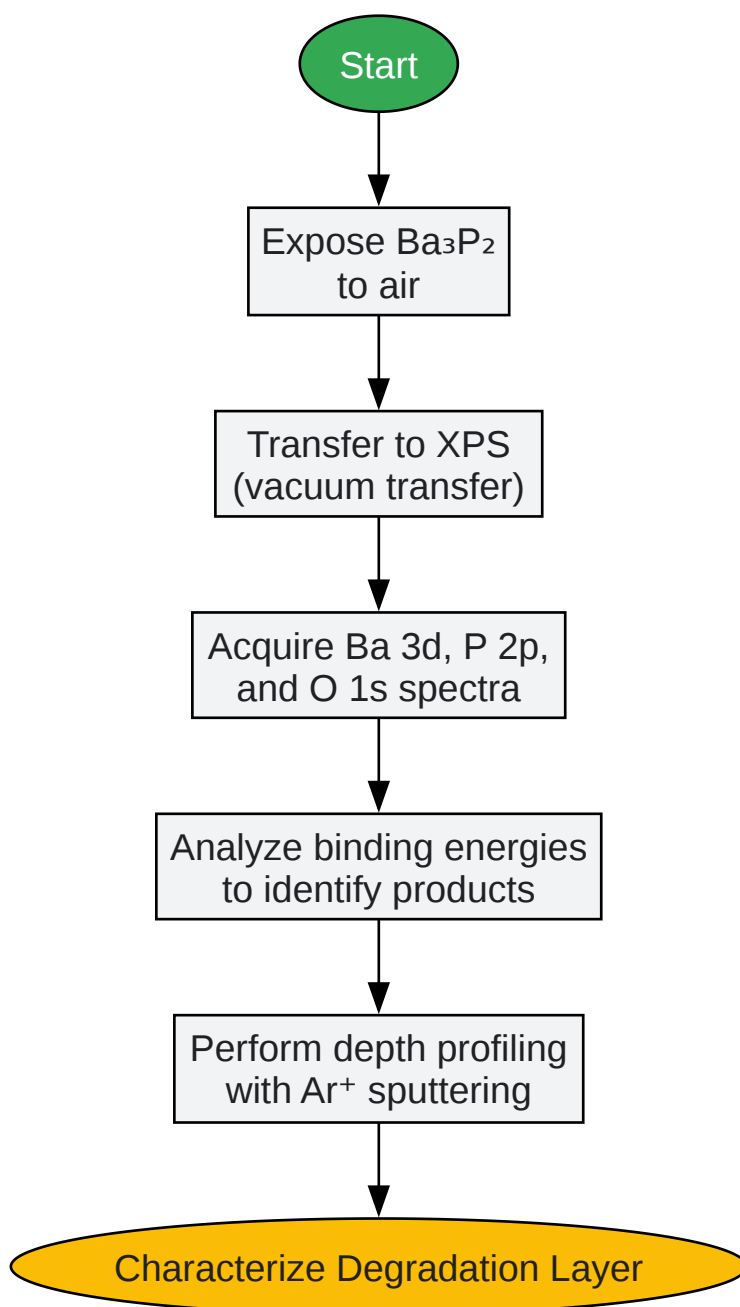 Start
Expose Ba₃P₂
to air
Transfer to XPS
(vacuum transfer)
Acquire Ba 3d, P 2p,
and O 1s spectra
Analyze binding energies
to identify products
Perform depth profiling
with Ar⁺ sputtering
Characterize Degradation Layer